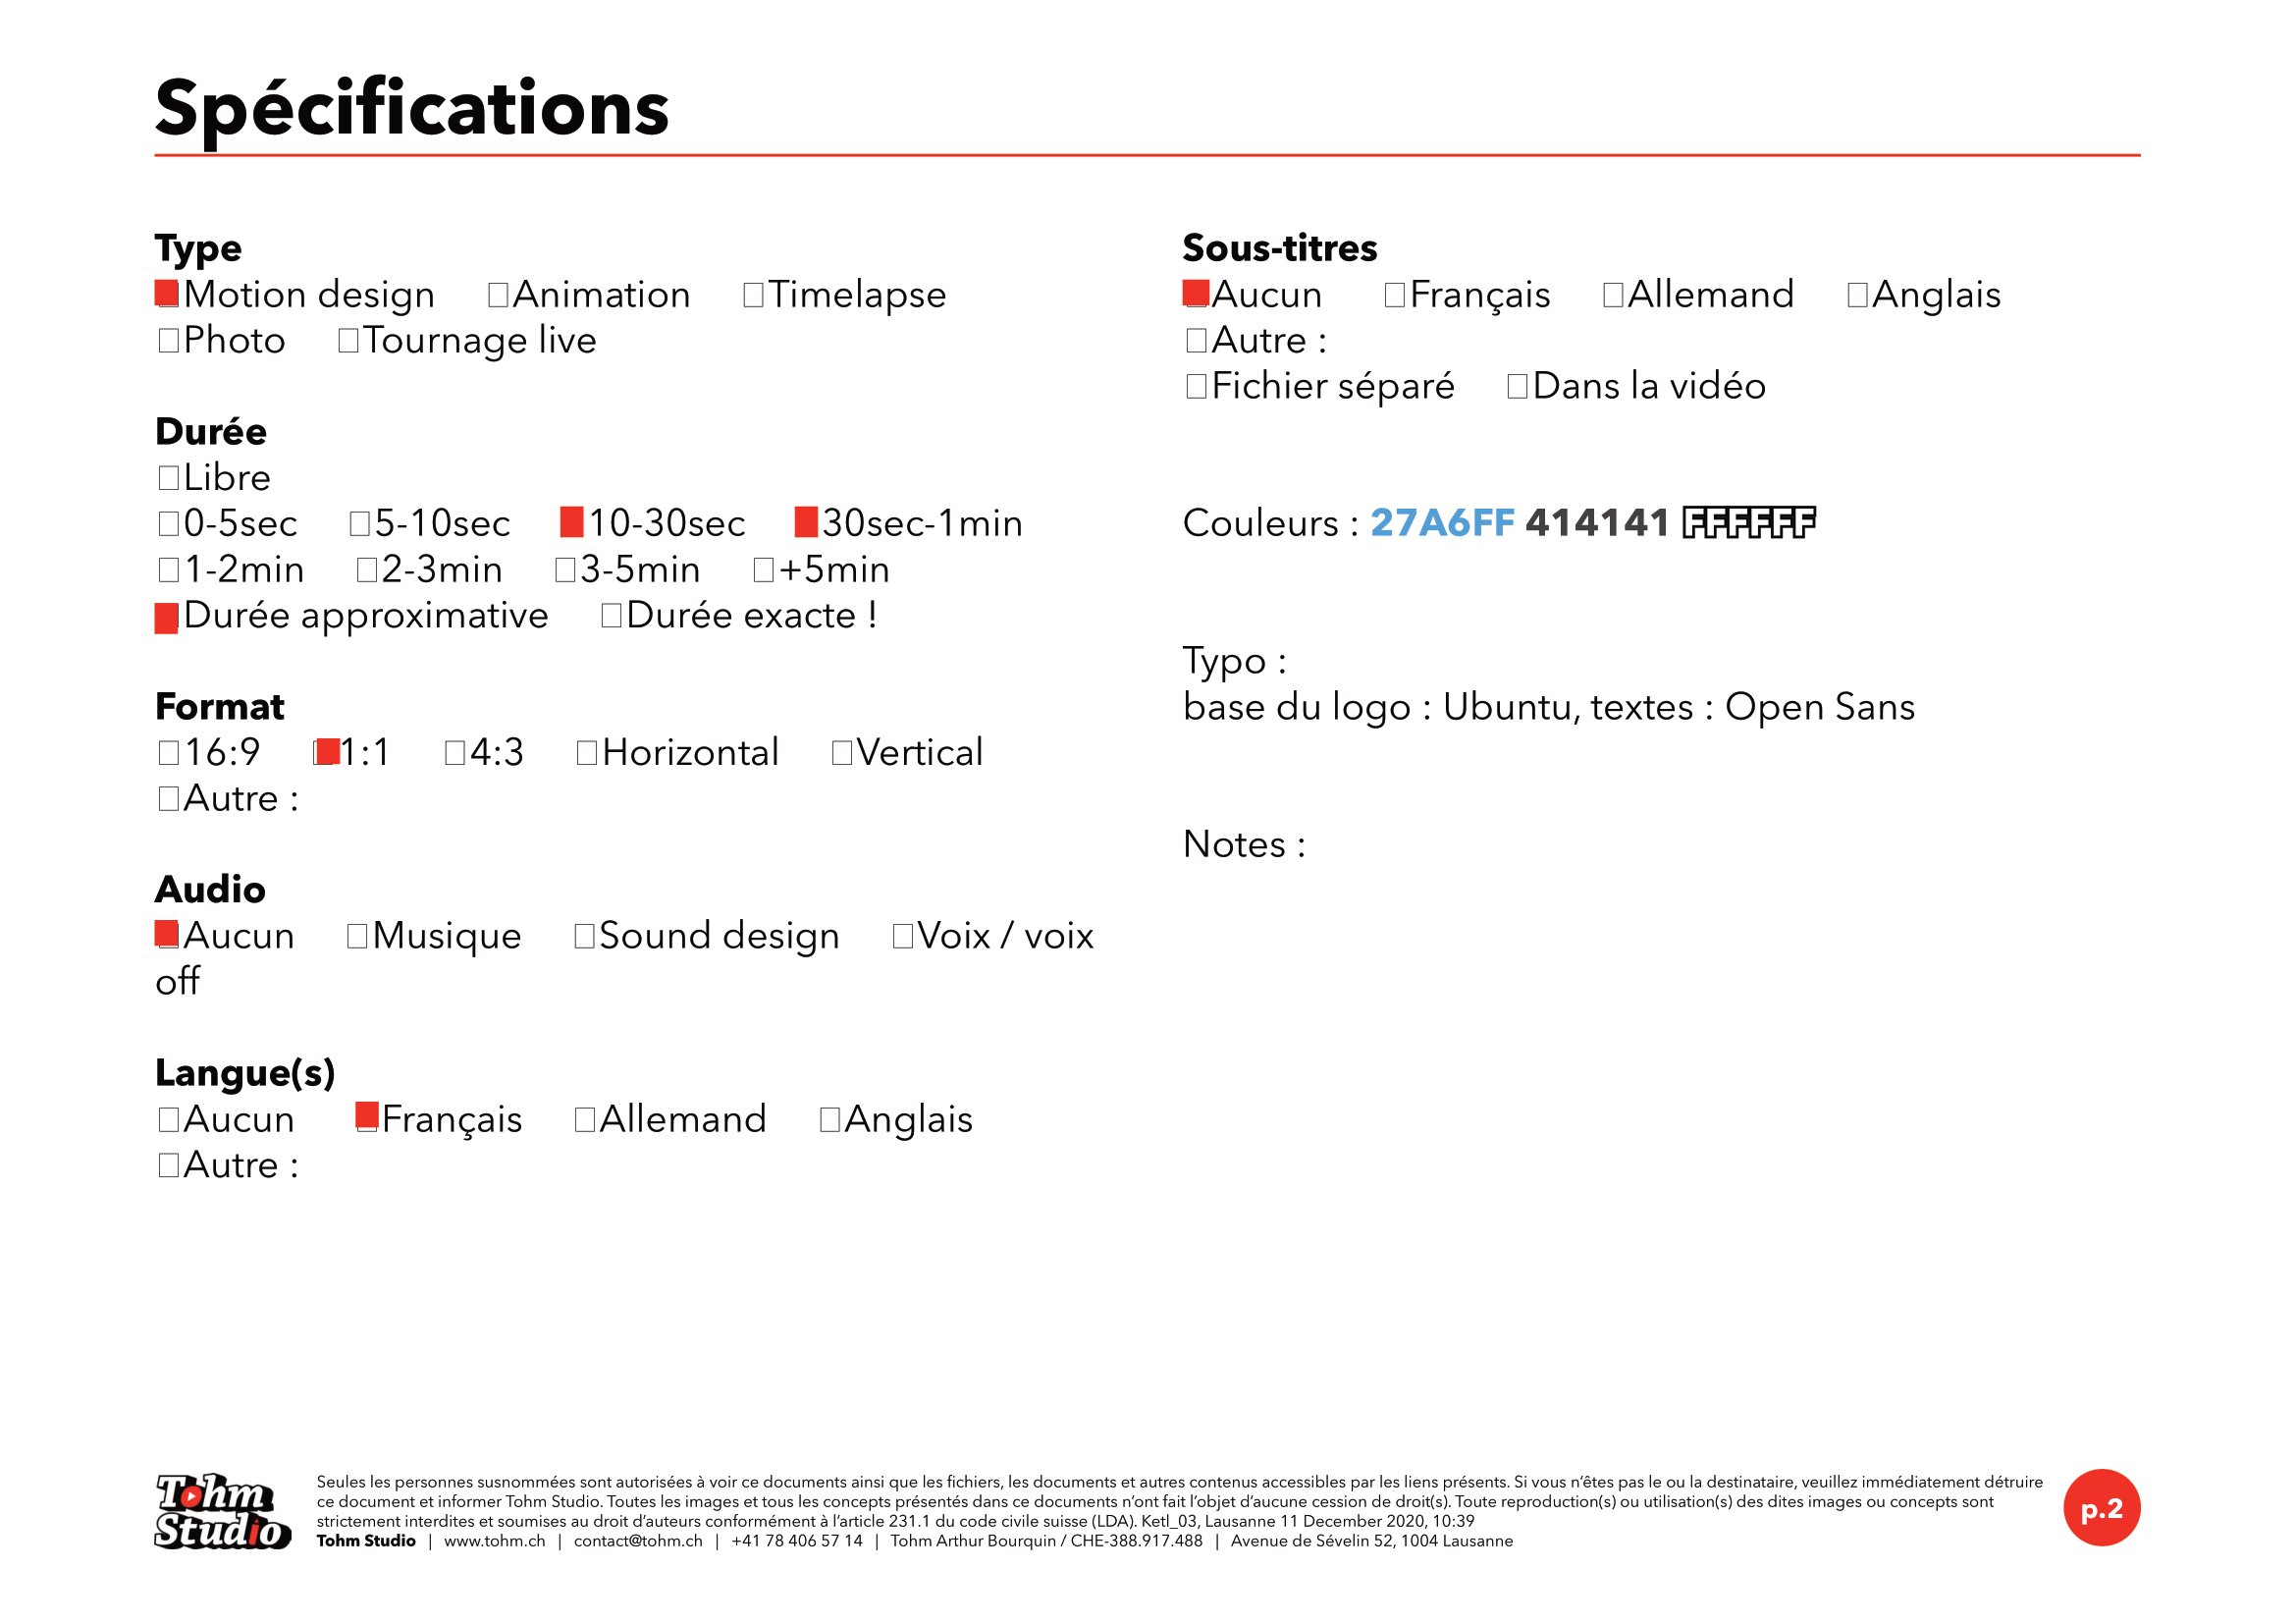 Spécifications
Type
Motion design Animation Timelapse
Photo Tournage live
Durée
Libre
0-5sec 5-10sec 10-30sec 30sec-1min
1-2min 2-3min 3-5min +5min
Durée approximative Durée exacte !
Format
16:9 1:1 4:3 Horizontal Vertical
Autre :
Audio
Aucun Musique Sound design Voix / voix
off
Langue(s)
Aucun Français Allemand Anglais
Autre :
Sous-titres
Aucun Français Allemand Anglais
Autre :
Fichier séparé Dans la vidéo
Couleurs : 27A6FF 414141 FFFFFF
Typo :
base du logo : Ubuntu, textes : Open Sans
Notes :
Tohm
Studio
Seules les personnes susnommées sont autorisées à voir ce documents ainsi que les fichiers, les documents et autres contenus accessibles par les liens présents. Si vous n’êtes pas le ou la destinataire, veuillez immédiatement détruire
ce document et informer Tohm Studio. Toutes les images et tous les concepts présentés dans ce documents n’ont fait l’objet d’aucune cession de droit(s). Toute reproduction(s) ou utilisation(s) des dites images ou concepts sont
strictement interdites et soumises au droit d’auteurs conformément à l’article 231.1 du code civile suisse (LDA). Ketl_03, Lausanne 11 December 2020, 10:39
Tohm Studio | www.tohm.ch | contact@tohm.ch | +41 78 406 57 14 | Tohm Arthur Bourquin / CHE-388.917.488 | Avenue de Sévelin 52, 1004 Lausanne
p.2